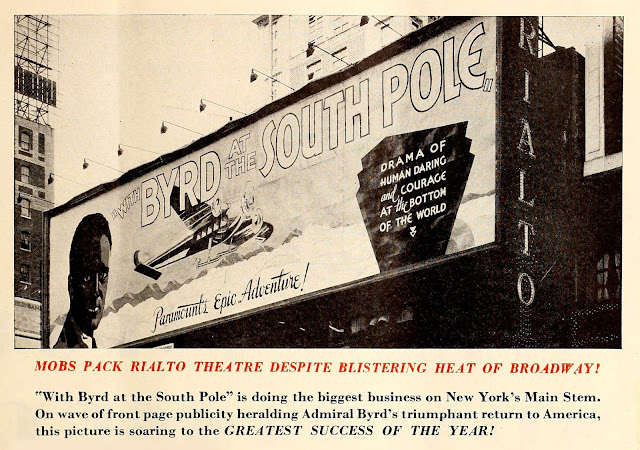 "WITH BYRD AT THE SOUTH POLE"
DRAMA OF
HUMAN DARING
and COURAGE
AT the BOTTOM
OF THE WORLD
Paramount's Epic Adventure!
RIALTO
MOBS PACK RIALTO THEATRE DESPITE BLISTERING HEAT OF BROADWAY!
"With Byrd at the South Pole" is doing the biggest business on New York's Main Stem.
On wave of front page publicity heralding Admiral Byrd's triumphant return to America,
this picture is soaring to the GREATEST SUCCESS OF THE YEAR!